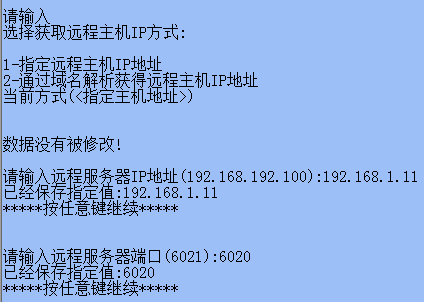 请输入
选择获取远程主机IP方式:
1-指定远程主机IP地址
2-通过域名解析获得远程主机IP地址
当前方式(<指定主机地址>)
数据没有被修改!
请输入远程服务器IP地址(192.168.192.100):192.168.1.11
已经保存指定值:192.168.1.11
*****按任意键继续*****
请输入远程服务器端口(6021):6020
已经保存指定值:6020
*****按任意键继续*****